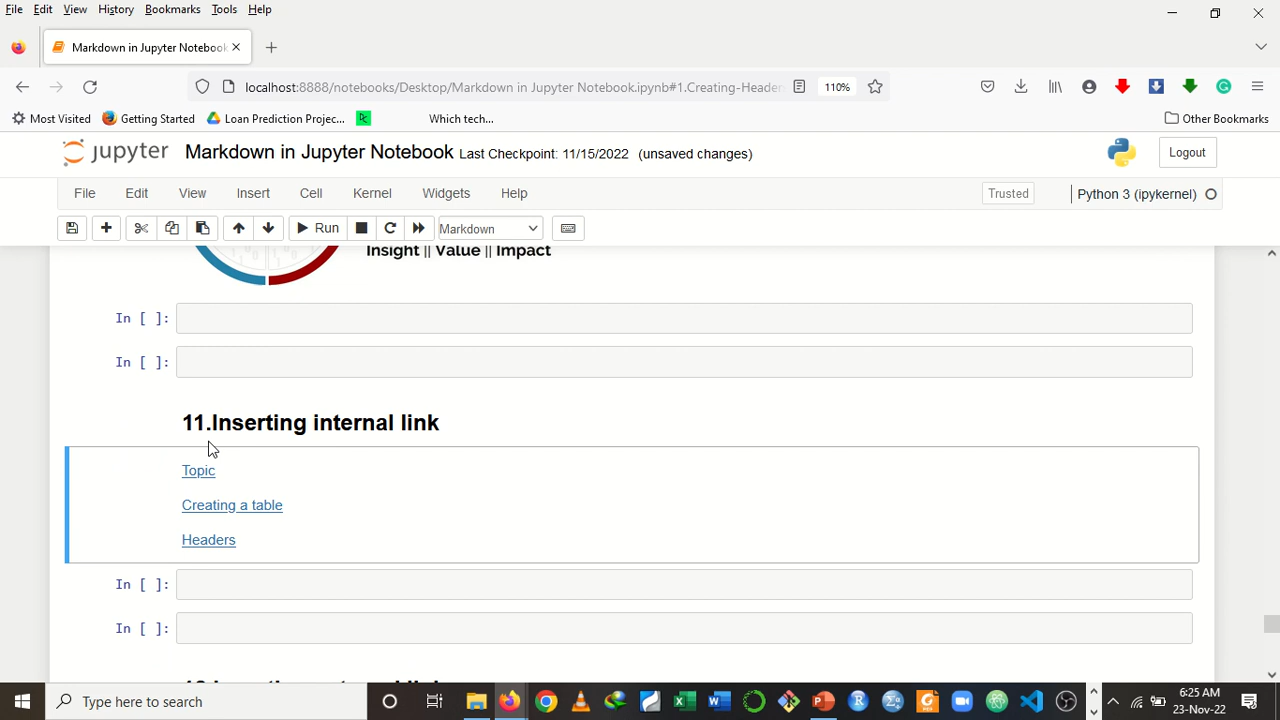 File Edit View History Bookmarks Tools Help
Markdown in Jupyter Notebook
localhost:8888/notebooks/Desktop/Markdown in Jupyter Notebook.ipynb#1.Creating-Header
110%
Most Visited Getting Started Loan Prediction Projec... Which tech... Other Bookmarks
jupyter Markdown in Jupyter Notebook Last Checkpoint: 11/15/2022 (unsaved changes) Logout
File Edit View Insert Cell Kernel Widgets Help Trusted Python 3 (ipykernel)
Run Markdown
Insight || Value || Impact
In [ ]:
In [ ]:
11.Inserting internal link
Topic
Creating a table
Headers
In [ ]:
In [ ]:
Type here to search
6:25 AM
23-Nov-22